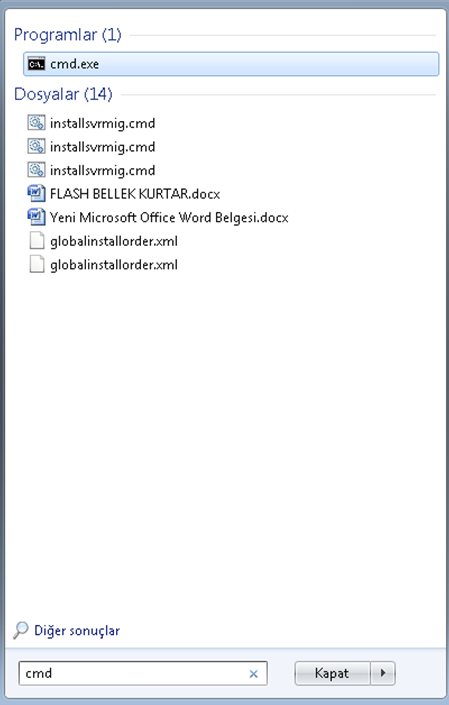 Programlar (1)
cmd.exe
Dosyalar (14)
installsvrmig.cmd
installsvrmig.cmd
installsvrmig.cmd
FLASH BELLEK KURTAR.docx
Yeni Microsoft Office Word Belgesi.docx
globalinstallorder.xml
globalinstallorder.xml
Diğer sonuçlar
cmd
Kapat